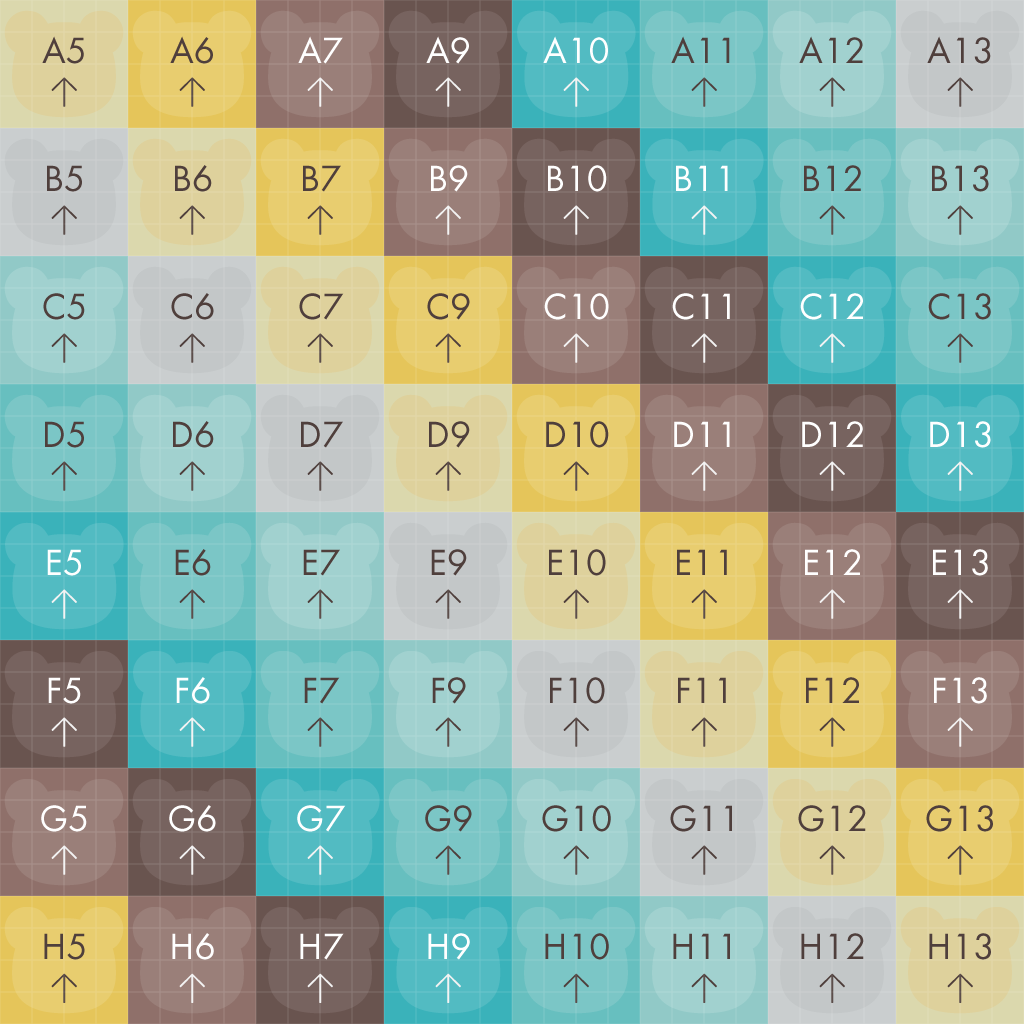 A5 A6 A7 A9 A10 A11 A12 A13
B5 B6 B7 B9 B10 B11 B12 B13
C5 C6 C7 C9 C10 C11 C12 C13
D5 D6 D7 D9 D10 D11 D12 D13
E5 E6 E7 E9 E10 E11 E12 E13
F5 F6 F7 F9 F10 F11 F12 F13
G5 G6 G7 G9 G10 G11 G12 G13
H5 H6 H7 H9 H10 H11 H12 H13